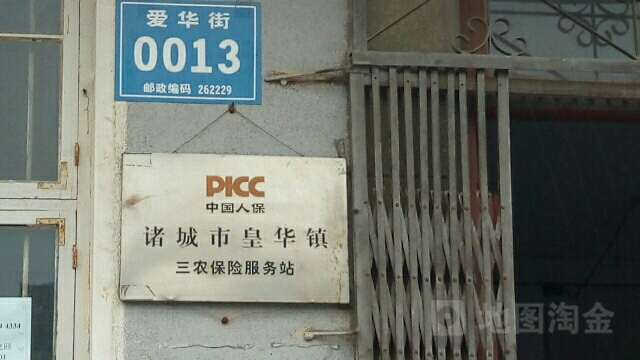 爱华街
0013
邮政编码 262229
PICC
中国人保
诸城市皇华镇
三农保险服务站
4334
地图淘金